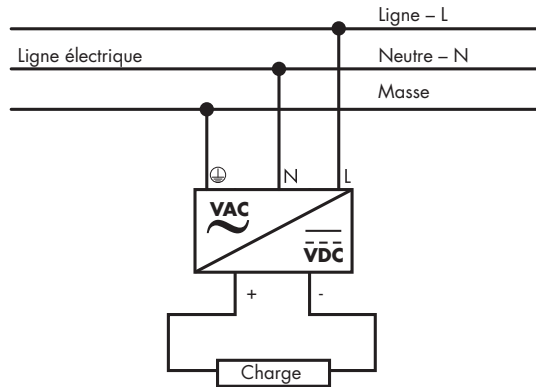 Ligne – L
Ligne électrique
Neutre – N
Masse
N
L
VAC
VDC
+
-
Charge